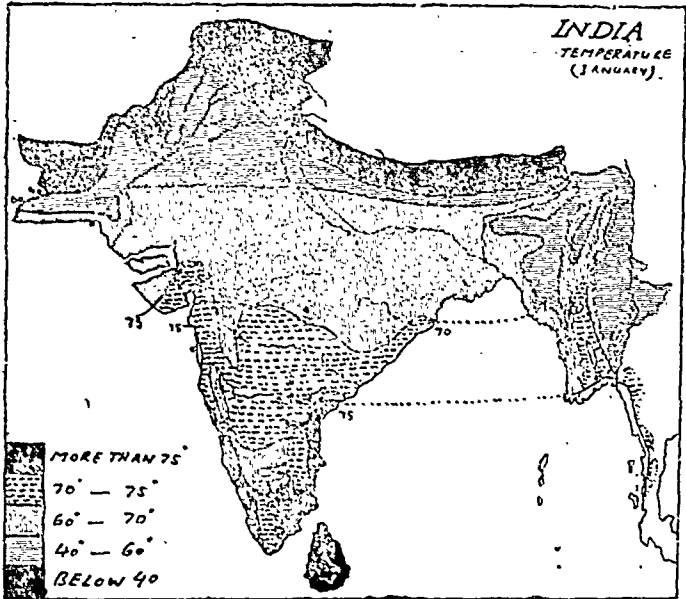 INDIA
TEMPERATURE
(JANUARY).
75
75
70
75
MORE THAN 75°
70° — 75°
60° — 70°
40° — 60°
BELOW 40